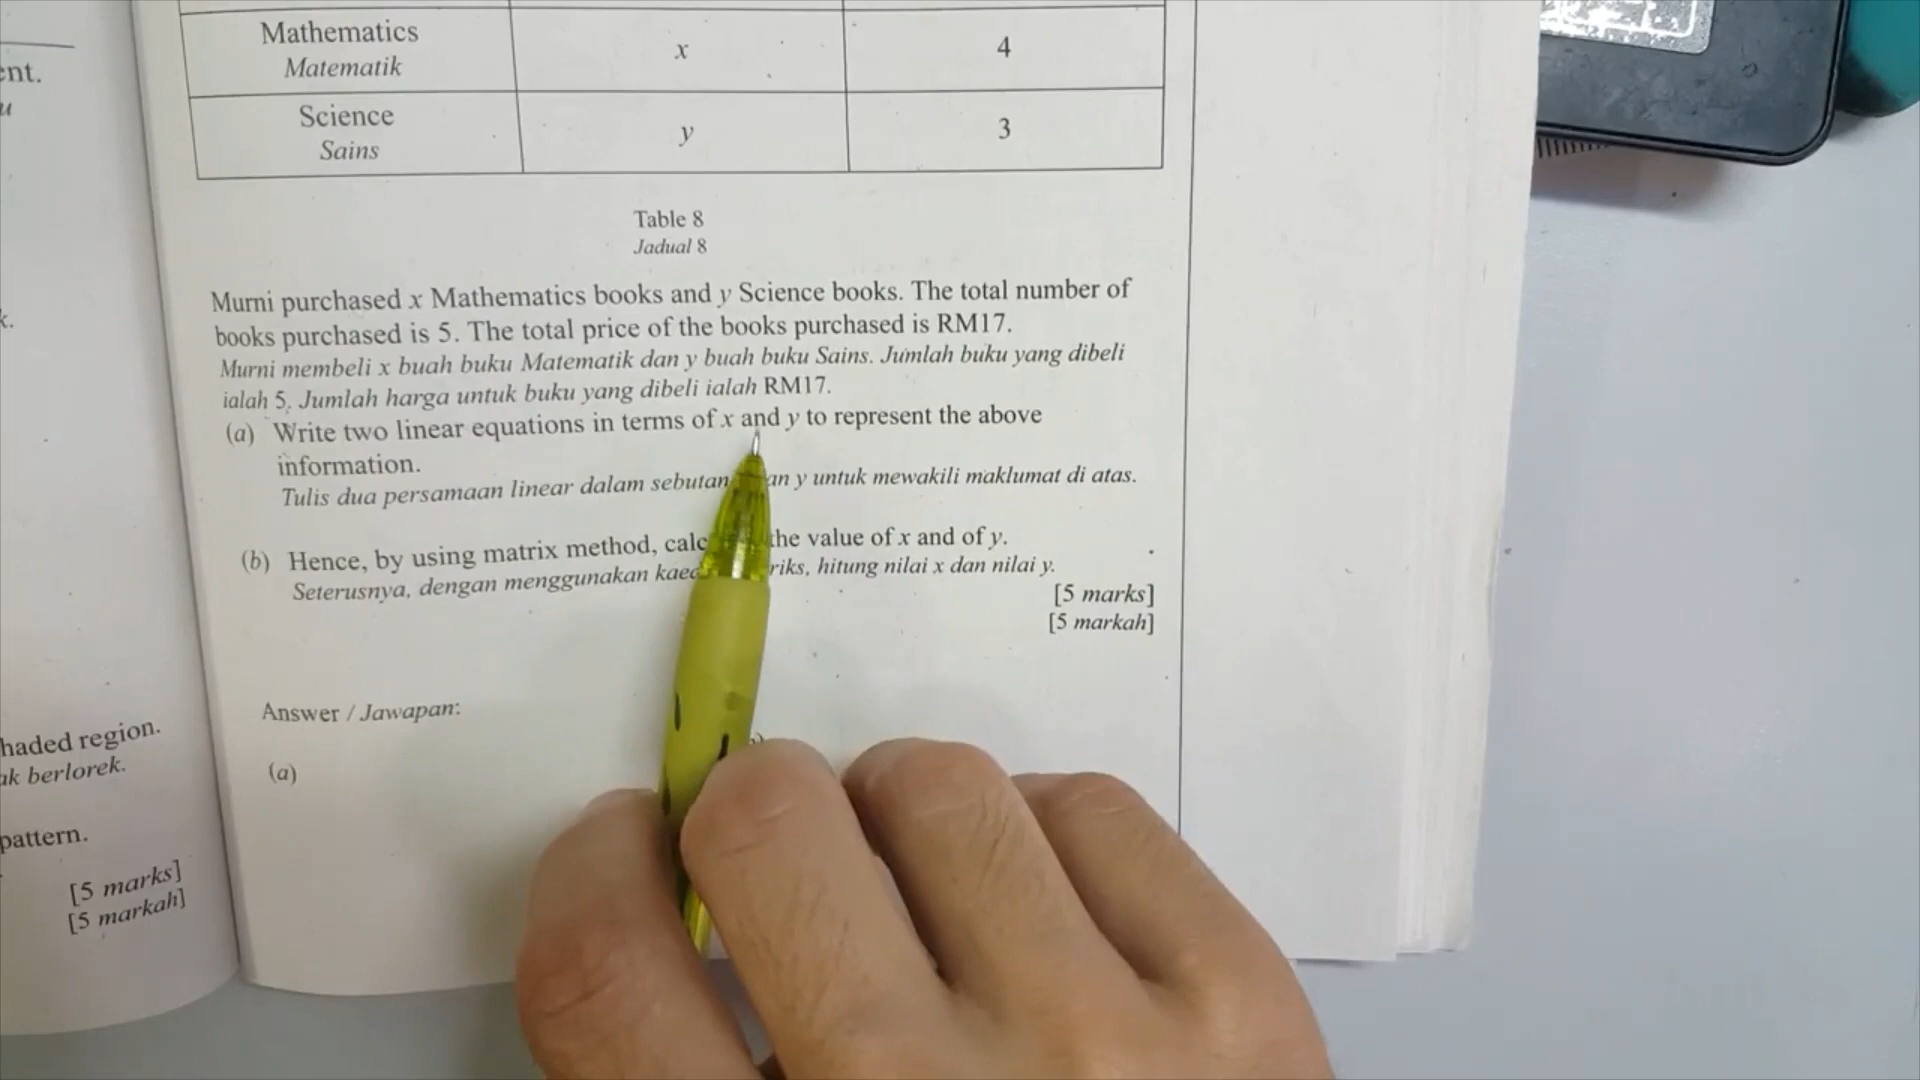 ent.
u
k.
haded region.
ak berlorek.
pattern.
[5 marks]
[5 markah]
Mathematics
Matematik
x
4
Science
Sains
y
3
Table 8
Jadual 8
Murni purchased x Mathematics books and y Science books. The total number of
books purchased is 5. The total price of the books purchased is RM17.
Murni membeli x buah buku Matematik dan y buah buku Sains. Jumlah buku yang dibeli
ialah 5. Jumlah harga untuk buku yang dibeli ialah RM17.
(a) Write two linear equations in terms of x and y to represent the above
information.
Tulis dua persamaan linear dalam sebutan an y untuk mewakili maklumat di atas.
(b) Hence, by using matrix method, calc the value of x and of y.
Seterusnya, dengan menggunakan kaed riks, hitung nilai x dan nilai y.
[5 marks]
[5 markah]
Answer / Jawapan:
(a)